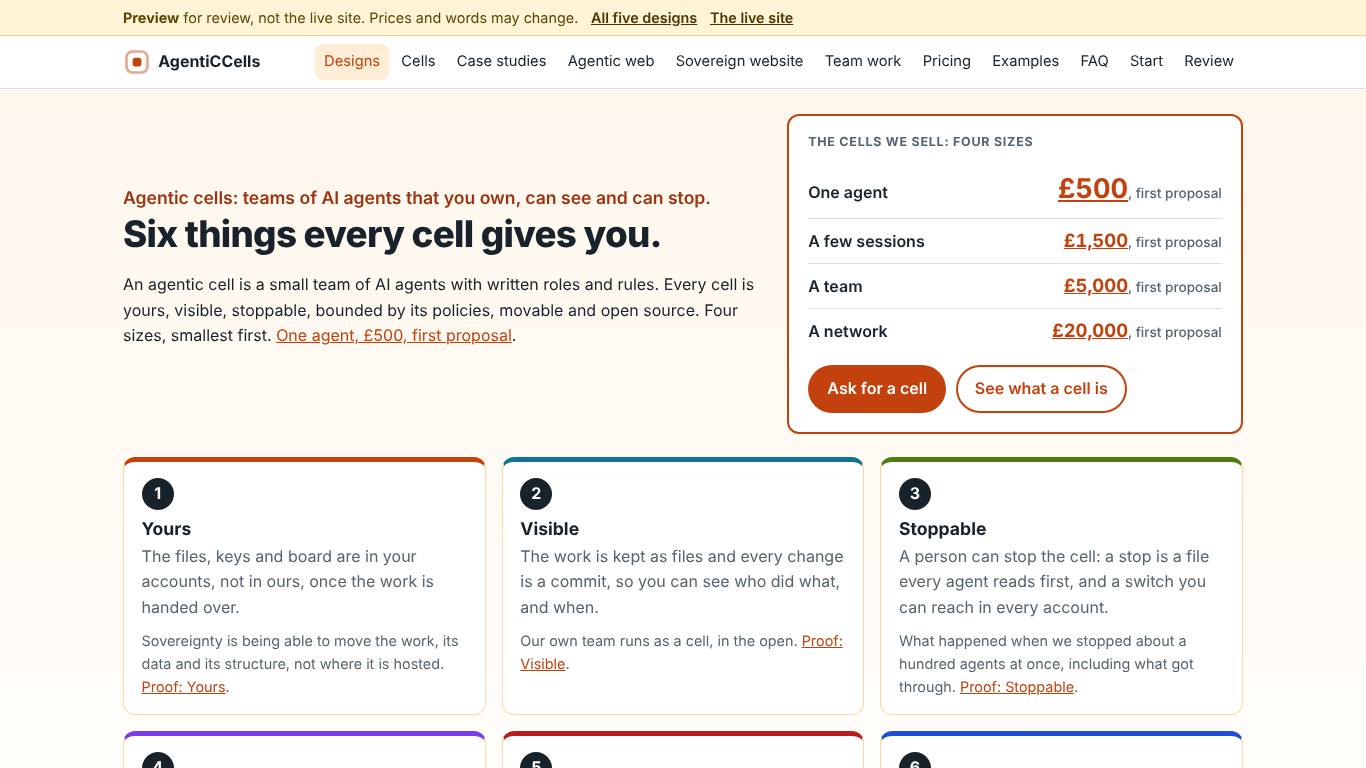 Preview for review, not the live site. Prices and words may change. All five designs The live site
AgentiCCells Designs Cells Case studies Agentic web Sovereign website Team work Pricing Examples FAQ Start Review
Agentic cells: teams of AI agents that you own, can see and can stop.
Six things every cell gives you.
An agentic cell is a small team of AI agents with written roles and rules. Every cell is
yours, visible, stoppable, bounded by its policies, movable and open source. Four
sizes, smallest first. One agent, £500, first proposal.
THE CELLS WE SELL: FOUR SIZES
One agent £500, first proposal
A few sessions £1,500, first proposal
A team £5,000, first proposal
A network £20,000, first proposal
Ask for a cell See what a cell is
1
Yours
The files, keys and board are in your
accounts, not in ours, once the work is
handed over.
Sovereignty is being able to move the work, its
data and its structure, not where it is hosted.
Proof: Yours.
2
Visible
The work is kept as files and every change
is a commit, so you can see who did what,
and when.
Our own team runs as a cell, in the open. Proof:
Visible.
3
Stoppable
A person can stop the cell: a stop is a file
every agent reads first, and a switch you
can reach in every account.
What happened when we stopped about a
hundred agents at once, including what got
through. Proof: Stoppable.
4
5
6